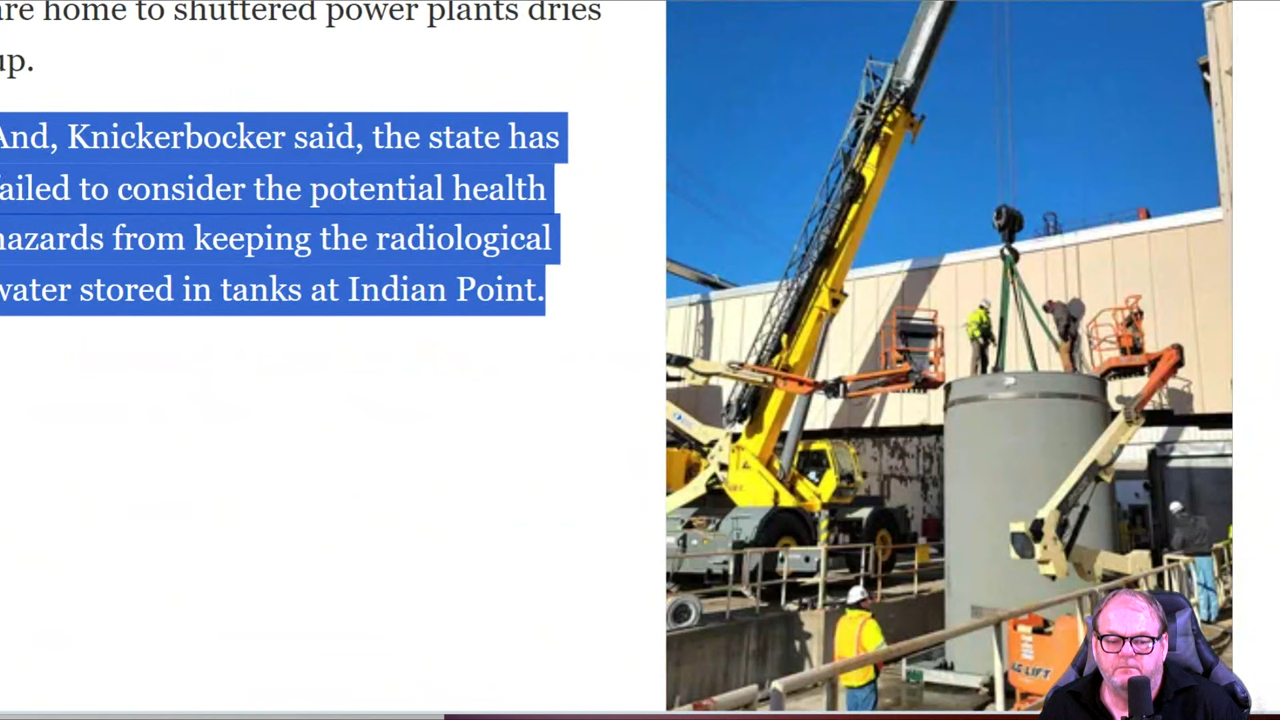 are home to shuttered power plants dries
up.
And, Knickerbocker said, the state has
failed to consider the potential health
hazards from keeping the radiological
water stored in tanks at Indian Point.
LIFT